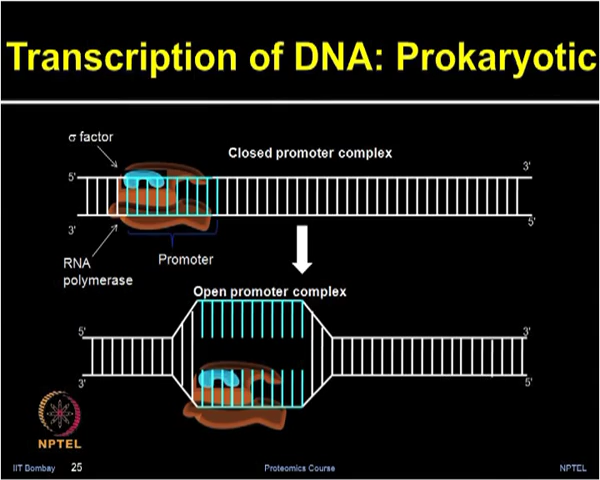 Transcription of DNA: Prokaryotic
σ factor
Closed promoter complex
5'
3'
3'
5'
RNA
polymerase
Promoter
Open promoter complex
5'
3'
3'
5'
NPTEL
IIT Bombay
25
Proteomics Course
NPTEL